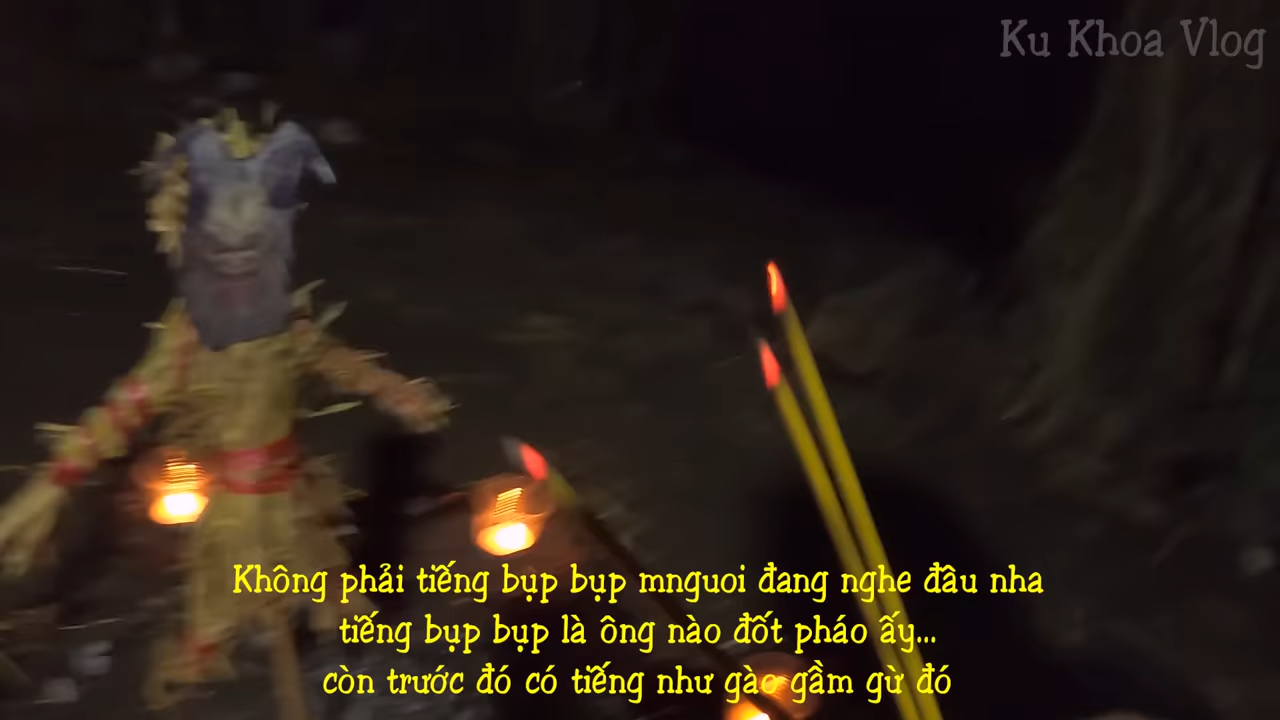 Ku Khoa Vlog
Không phải tiếng bụp bụp mnguoi đang nghe đâu nha
tiếng bụp bụp là ông nào đốt pháo ấy...
còn trước đó có tiếng như gào gầm gừ đó